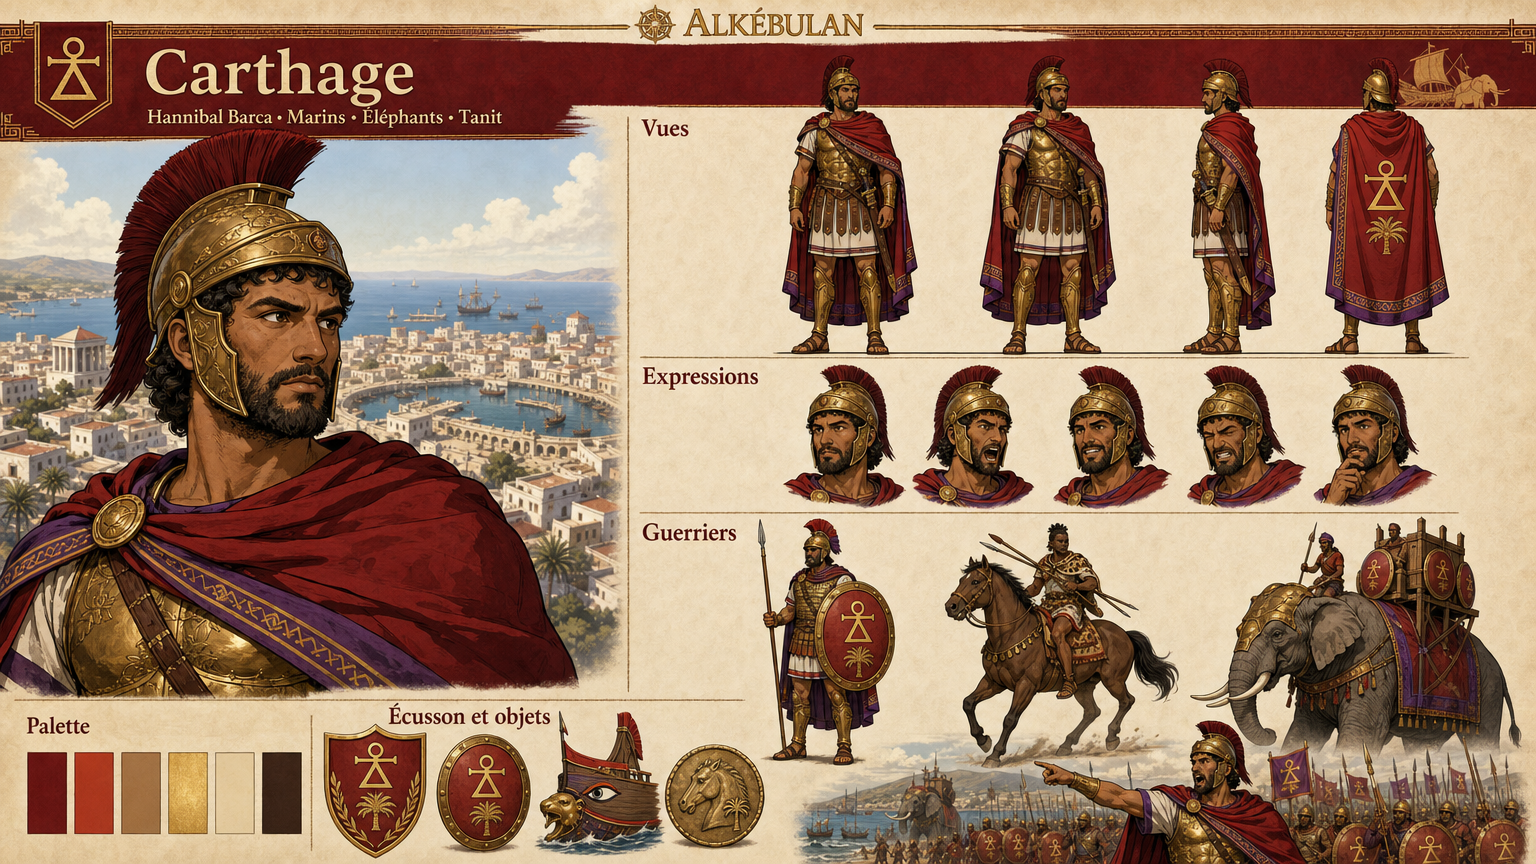 ALKÉBULAN
Carthage
Hannibal Barca • Marins • Éléphants • Tanit
Vues
Expressions
Guerriers
Palette
Écusson et objets